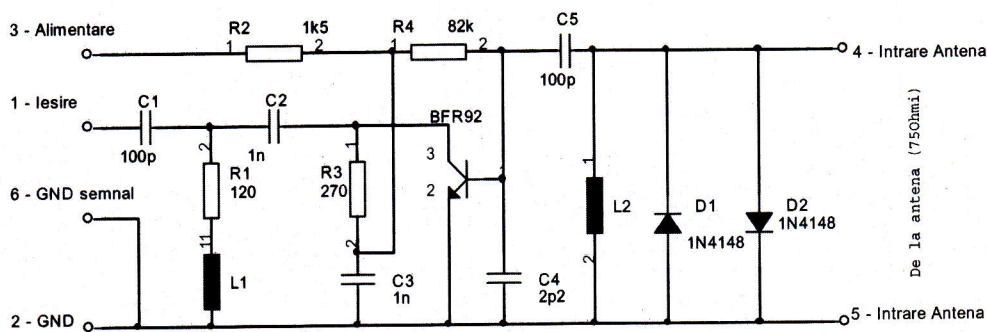 3 - Alimentare
R2
1k5
1
2
R4
82k
1
2
C5
100p
4 - Intrare Antena
1 - Iesire
C1
100p
C2
1n
BFR92
3
2
1
2
R1
120
11
L1
1
R3
270
2
C3
1n
C4
2p2
6 - GND semnal
1
L2
2
D1
1N4148
D2
1N4148
De la antena (75Ohmi)
2 - GND
5 - Intrare Antena